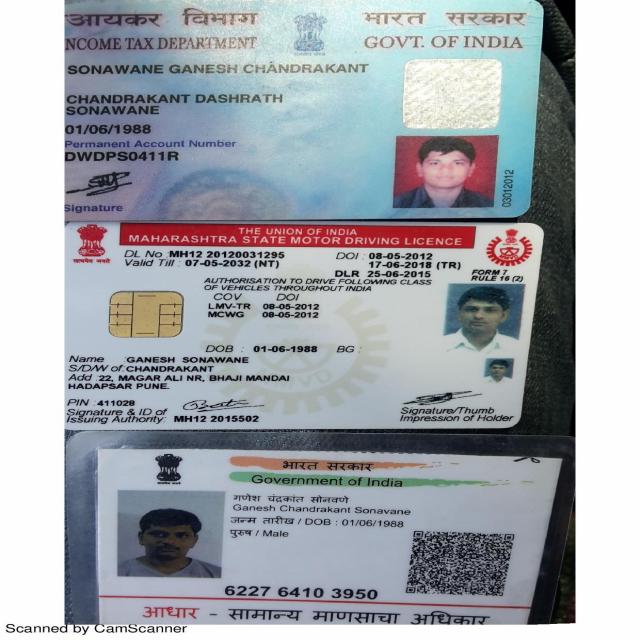 आयकर विभाग
भारत सरकार
NCOME TAX DEPARTMENT
GOVT. OF INDIA
SONAWANE GANESH CHANDRAKANT
CHANDRAKANT DASHRATH
SONAWANE
01/06/1988
Permanent Account Number
DWDPS0411R
Signature
03012012
THE UNION OF INDIA
MAHARASHTRA STATE MOTOR DRIVING LICENCE
सत्यमेव जयते
DL No MH12 20120031295 DOI : 08-05-2012
Valid Till : 07-05-2032 (NT) 17-06-2018 (TR)
DLR 25-06-2015
FORM 7
RULE 16 (2)
AUTHORISATION TO DRIVE FOLLOWING CLASS
OF VEHICLES THROUGHOUT INDIA
COV DOI
LMV-TR 08-05-2012
MCWG 08-05-2012
DOB : 01-06-1988 BG :
Name : GANESH SONAWANE
S/D/W of : CHANDRAKANT
Add : 22, MAGAR ALI NR, BHAJI MANDAI
HADAPSAR PUNE.
PIN : 411028
Signature & ID of
Issuing Authority: MH12 2015502
Signature/Thumb
Impression of Holder
भारत सरकार
Government of India
गणेश चंद्रकांत सोनवणे
Ganesh Chandrakant Sonavane
जन्म तारीख / DOB : 01/06/1988
पुरुष / Male
6227 6410 3950
आधार - सामान्य माणसाचा अधिकार
Scanned by CamScanner